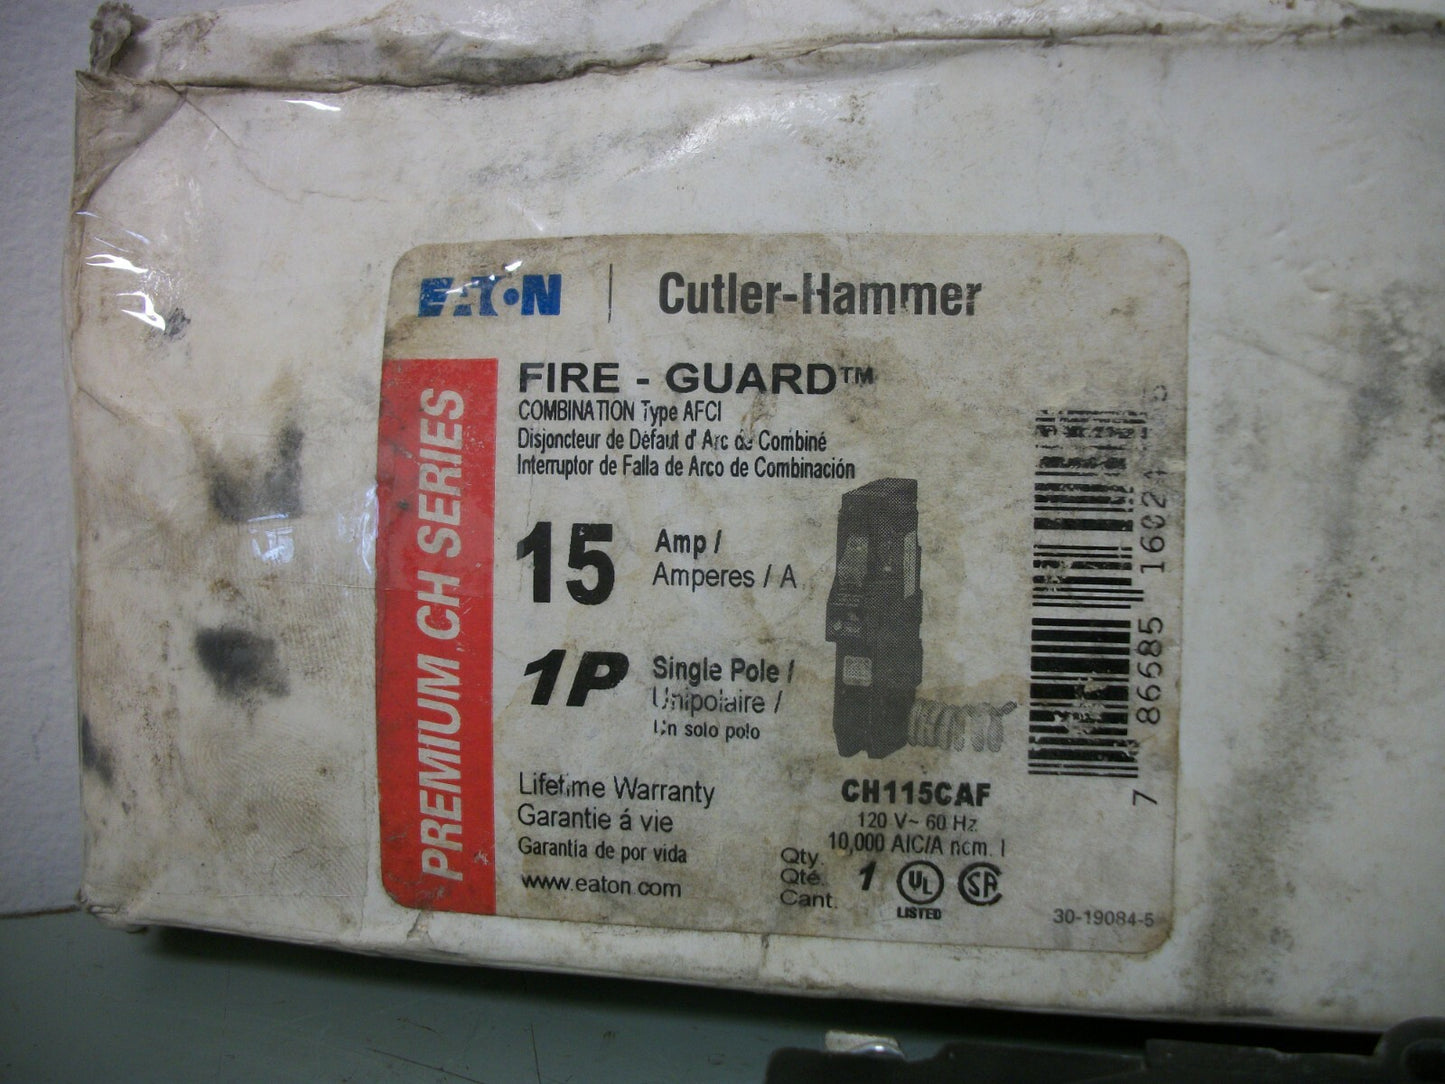 EATON | Cutler-Hammer
PREMIUM CH SERIES
FIRE - GUARD™
COMBINATION Type AFCI
Disjoncteur de Défaut d' Arc de Combiné
Interruptor de Falla de Arco de Combinación
15 Amp /
Amperes / A
1P Single Pole /
Unipolaire /
Un solo polo
Lifetime Warranty
Garantie á vie
Garantía de por vida
www.eaton.com
CH115CAF
120 V~ 60 Hz
10,000 AIC/A
Qty.
Qté.
Cant.
1
UL
LISTED
SA
30-19084-5
7 86685 1602